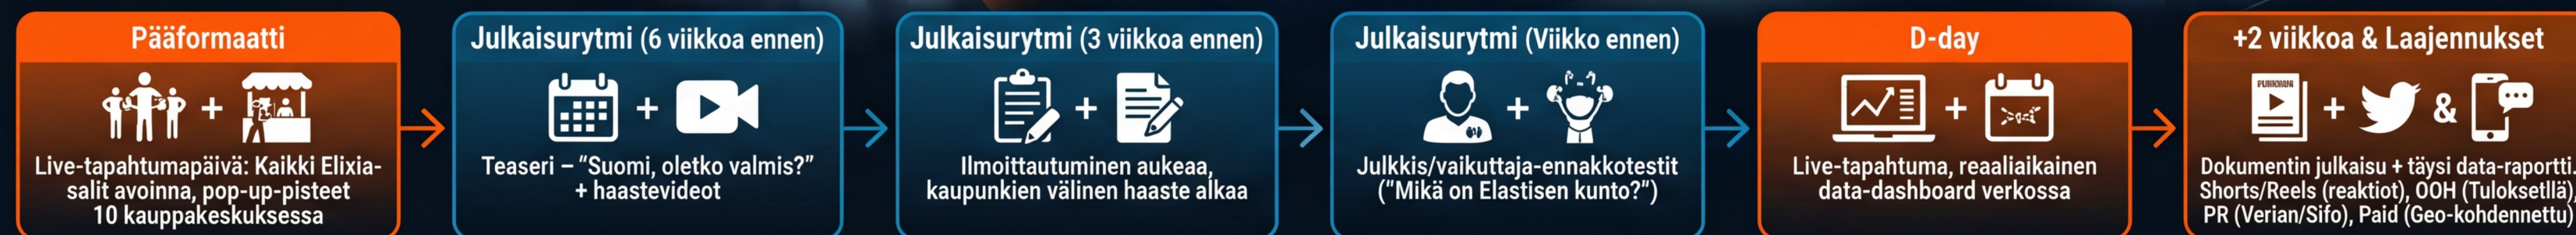 Pääformaatti
Live-tapahtumapäivä: Kaikki Elixia-
salit avoinna, pop-up-pisteet
10 kauppakeskuksessa
Julkaisurytmi (6 viikkoa ennen)
Teaseri – "Suomi, oletko valmis?"
+ haastevideot
Julkaisurytmi (3 viikkoa ennen)
Ilmoittautuminen aukeaa,
kaupunkien välinen haaste alkaa
Julkaisurytmi (Viikko ennen)
Julkkis/vaikuttaja-ennakkotestit
("Mikä on Elastisen kunto?")
D-day
Live-tapahtuma, reaaliaikainen
data-dashboard verkossa
+2 viikkoa & Laajennukset
&
Dokumentin julkaisu + täysi data-raportti.
Shorts/Reels (reaktiot), OOH (Tuloksetllä),
PR (Verian/Sifo), Paid (Geo-kohdennettu)